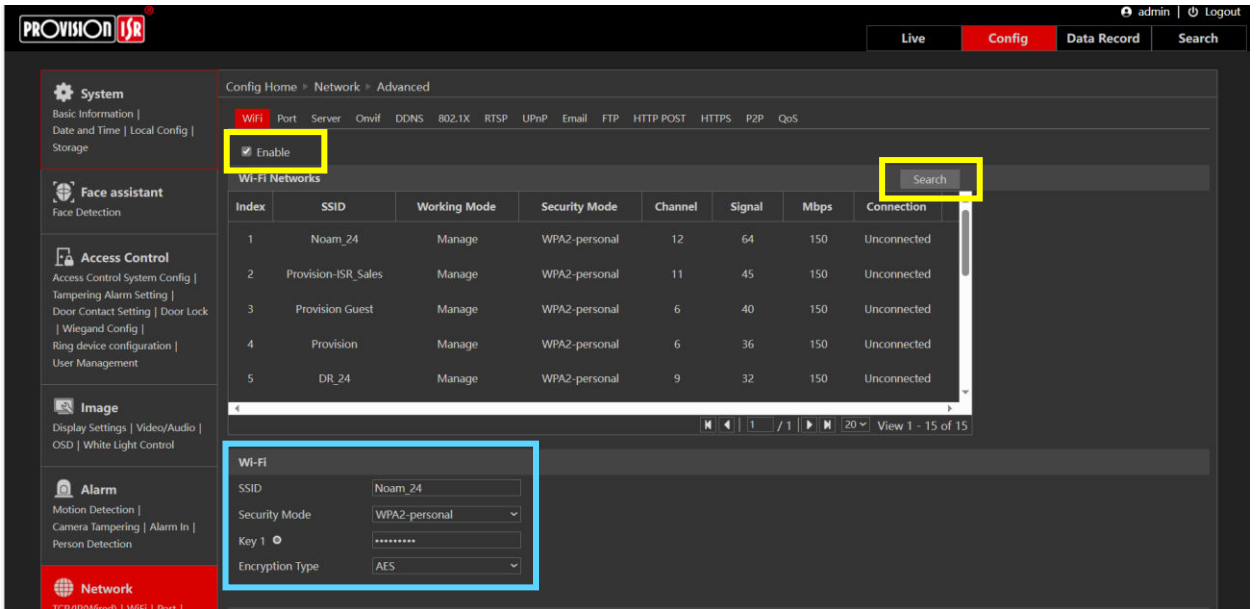 admin | Logout
PROVISION ISR
Live Config Data Record Search
System
Basic Information |
Date and Time | Local Config |
Storage
Face assistant
Face Detection
Access Control
Access Control System Config |
Tampering Alarm Setting |
Door Contact Setting | Door Lock
| Wiegand Config |
Ring device configuration |
User Management
Image
Display Settings | Video/Audio |
OSD | White Light Control
Alarm
Motion Detection |
Camera Tampering | Alarm In |
Person Detection
Network
TCP/IP(Wired) | WiFi | Port |
Config Home Network Advanced
WiFi Port Server Onvif DDNS 802.1X RTSP UPnP Email FTP HTTP POST HTTPS P2P QoS
Enable
Wi-Fi Networks Search
Index SSID Working Mode Security Mode Channel Signal Mbps Connection
1 Noam_24 Manage WPA2-personal 12 64 150 Unconnected
2 Provision-ISR_Sales Manage WPA2-personal 11 45 150 Unconnected
3 Provision Guest Manage WPA2-personal 6 40 150 Unconnected
4 Provision Manage WPA2-personal 6 36 150 Unconnected
5 DR_24 Manage WPA2-personal 9 32 150 Unconnected
1 / 1 20 View 1 - 15 of 15
Wi-Fi
SSID Noam_24
Security Mode WPA2-personal
Key 1 •••••••••
Encryption Type AES